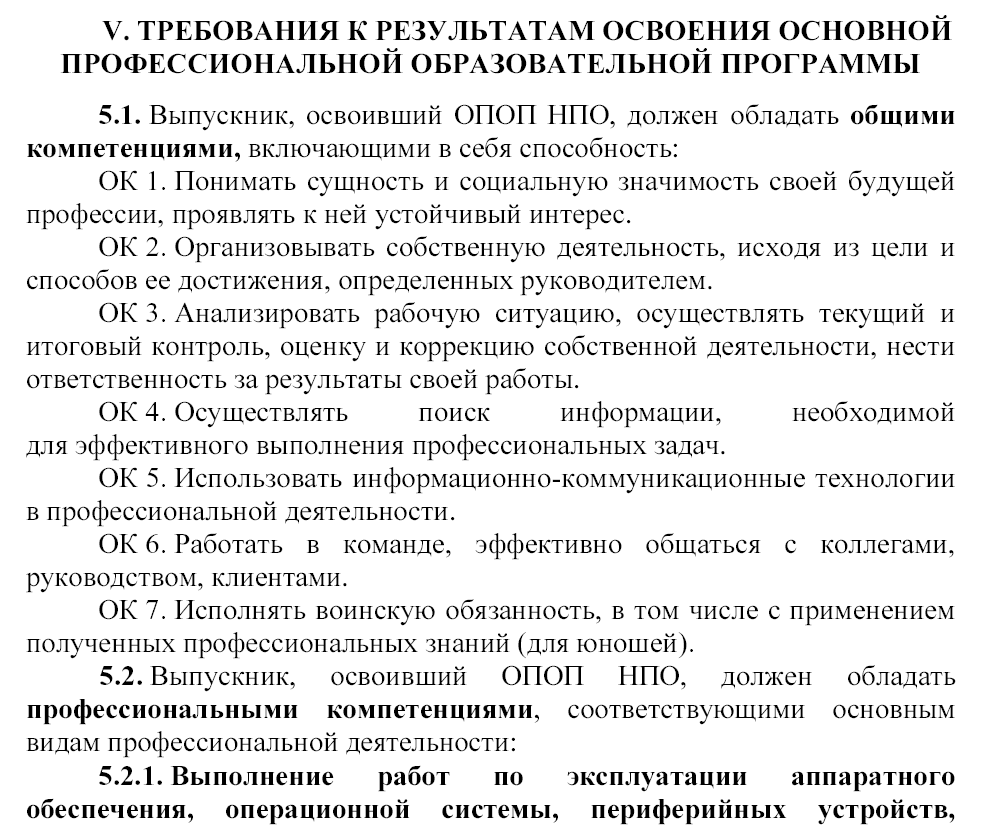 V. ТРЕБОВАНИЯ К РЕЗУЛЬТАТАМ ОСВОЕНИЯ ОСНОВНОЙ
ПРОФЕССИОНАЛЬНОЙ ОБРАЗОВАТЕЛЬНОЙ ПРОГРАММЫ
5.1. Выпускник, освоивший ОПОП НПО, должен обладать общими
компетенциями, включающими в себя способность:
ОК 1. Понимать сущность и социальную значимость своей будущей
профессии, проявлять к ней устойчивый интерес.
ОК 2. Организовывать собственную деятельность, исходя из цели и
способов ее достижения, определенных руководителем.
ОК 3. Анализировать рабочую ситуацию, осуществлять текущий и
итоговый контроль, оценку и коррекцию собственной деятельности, нести
ответственность за результаты своей работы.
ОК 4. Осуществлять поиск информации, необходимой
для эффективного выполнения профессиональных задач.
ОК 5. Использовать информационно-коммуникационные технологии
в профессиональной деятельности.
ОК 6. Работать в команде, эффективно общаться с коллегами,
руководством, клиентами.
ОК 7. Исполнять воинскую обязанность, в том числе с применением
полученных профессиональных знаний (для юношей).
5.2. Выпускник, освоивший ОПОП НПО, должен обладать
профессиональными компетенциями, соответствующими основным
видам профессиональной деятельности:
5.2.1. Выполнение работ по эксплуатации аппаратного
обеспечения, операционной системы, периферийных устройств,